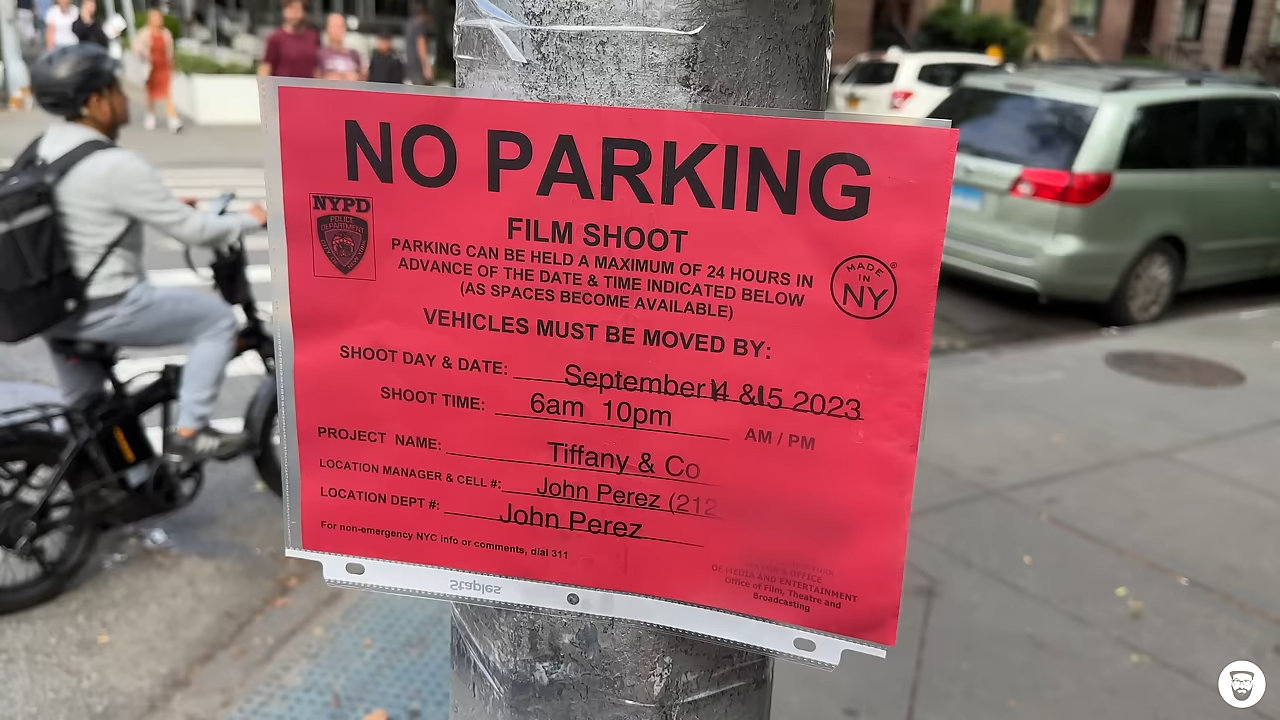 NO PARKING
NYPD
POLICE
DEPARTMENT
FILM SHOOT
PARKING CAN BE HELD A MAXIMUM OF 24 HOURS IN
ADVANCE OF THE DATE & TIME INDICATED BELOW
(AS SPACES BECOME AVAILABLE)
MADE
IN
NY
®
VEHICLES MUST BE MOVED BY:
SHOOT DAY & DATE: September 14 & 15 2023
SHOOT TIME: 6am 10pm AM / PM
PROJECT NAME: Tiffany & Co
LOCATION MANAGER & CELL #: John Perez (212
LOCATION DEPT #: John Perez
For non-emergency NYC info or comments, dial 311
OF MEDIA AND ENTERTAINMENT
Office of Film, Theatre and
Broadcasting
Staples